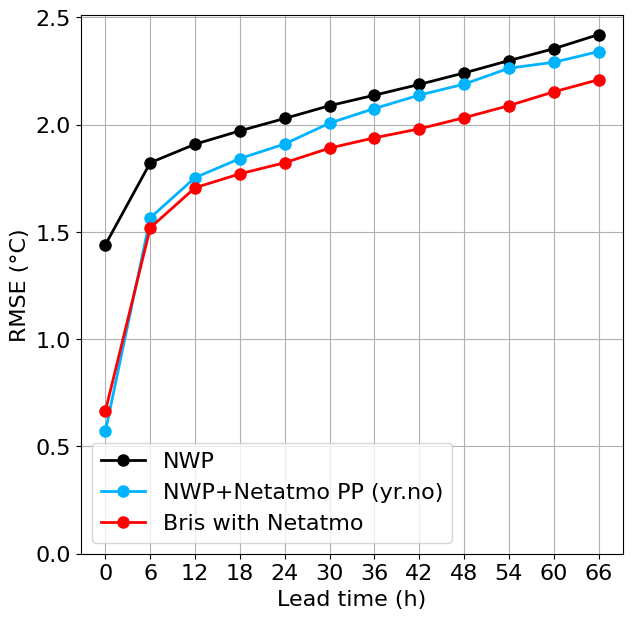 2.5
2.0
1.5
1.0
0.5
0.0
RMSE (°C)
NWP
NWP+Netatmo PP (yr.no)
Bris with Netatmo
0 6 12 18 24 30 36 42 48 54 60 66
Lead time (h)